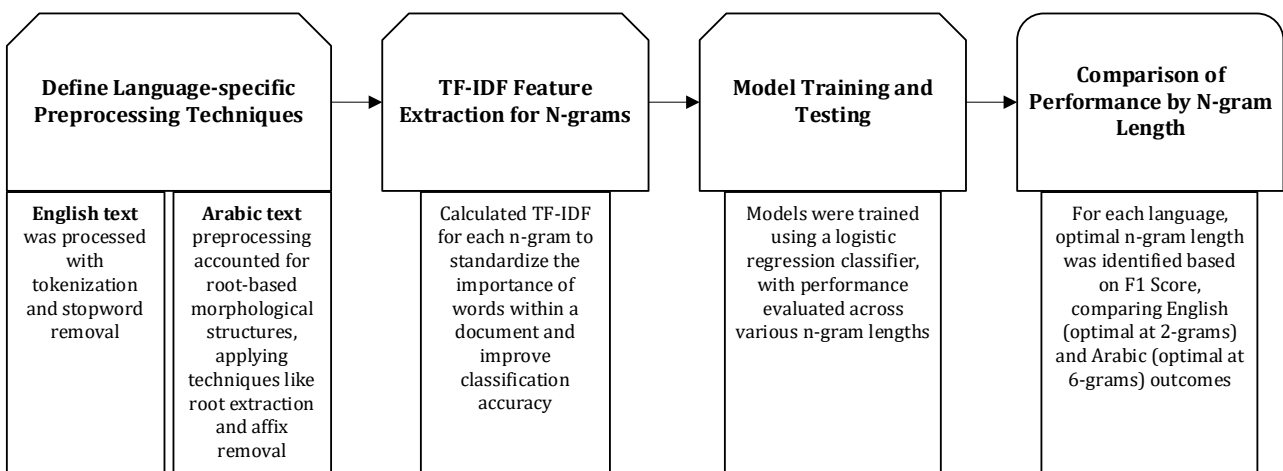 Define Language-specific
Preprocessing Techniques
TF-IDF Feature
Extraction for N-grams
Model Training and
Testing
Comparison of
Performance by N-gram
Length
English text
was processed
with
tokenization
and stopword
removal
Arabic text
preprocessing
accounted for
root-based
morphological
structures,
applying
techniques like
root extraction
and affix
removal
Calculated TF-IDF
for each n-gram to
standardize the
importance of
words within a
document and
improve
classification
accuracy
Models were trained
using a logistic
regression classifier,
with performance
evaluated across
various n-gram lengths
For each language,
optimal n-gram length
was identified based
on F1 Score,
comparing English
(optimal at 2-grams)
and Arabic (optimal at
6-grams) outcomes